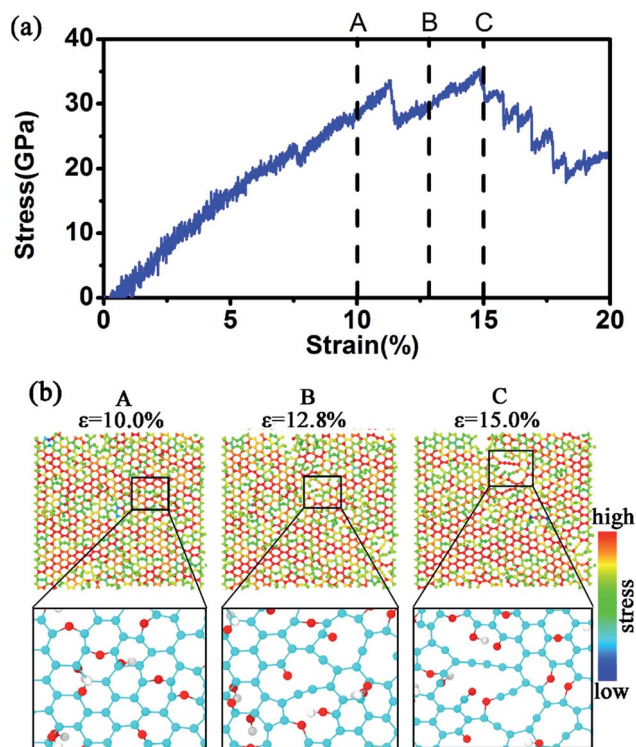 (a)
A B C
40
30
20
10
0
Stress(GPa)
0 5 10 15 20
Strain(%)
(b)
A B C
ε=10.0% ε=12.8% ε=15.0%
high
stress
low